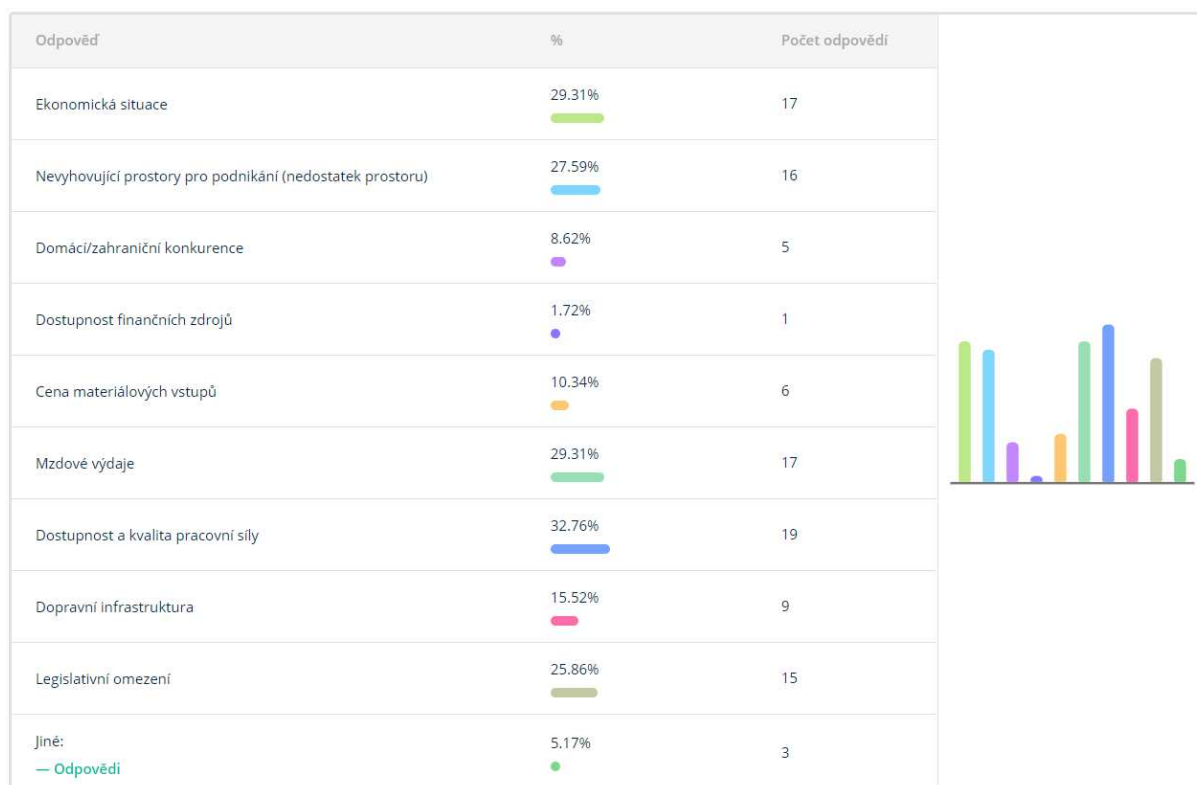 Odpověď % Počet odpovědí
Ekonomická situace 29.31% 17
Nevyhovující prostory pro podnikání (nedostatek prostoru) 27.59% 16
Domácí/zahraniční konkurence 8.62% 5
Dostupnost finančních zdrojů 1.72% 1
Cena materiálových vstupů 10.34% 6
Mzdové výdaje 29.31% 17
Dostupnost a kvalita pracovní síly 32.76% 19
Dopravní infrastruktura 15.52% 9
Legislativní omezení 25.86% 15
Jiné: 5.17% 3
— Odpovědi